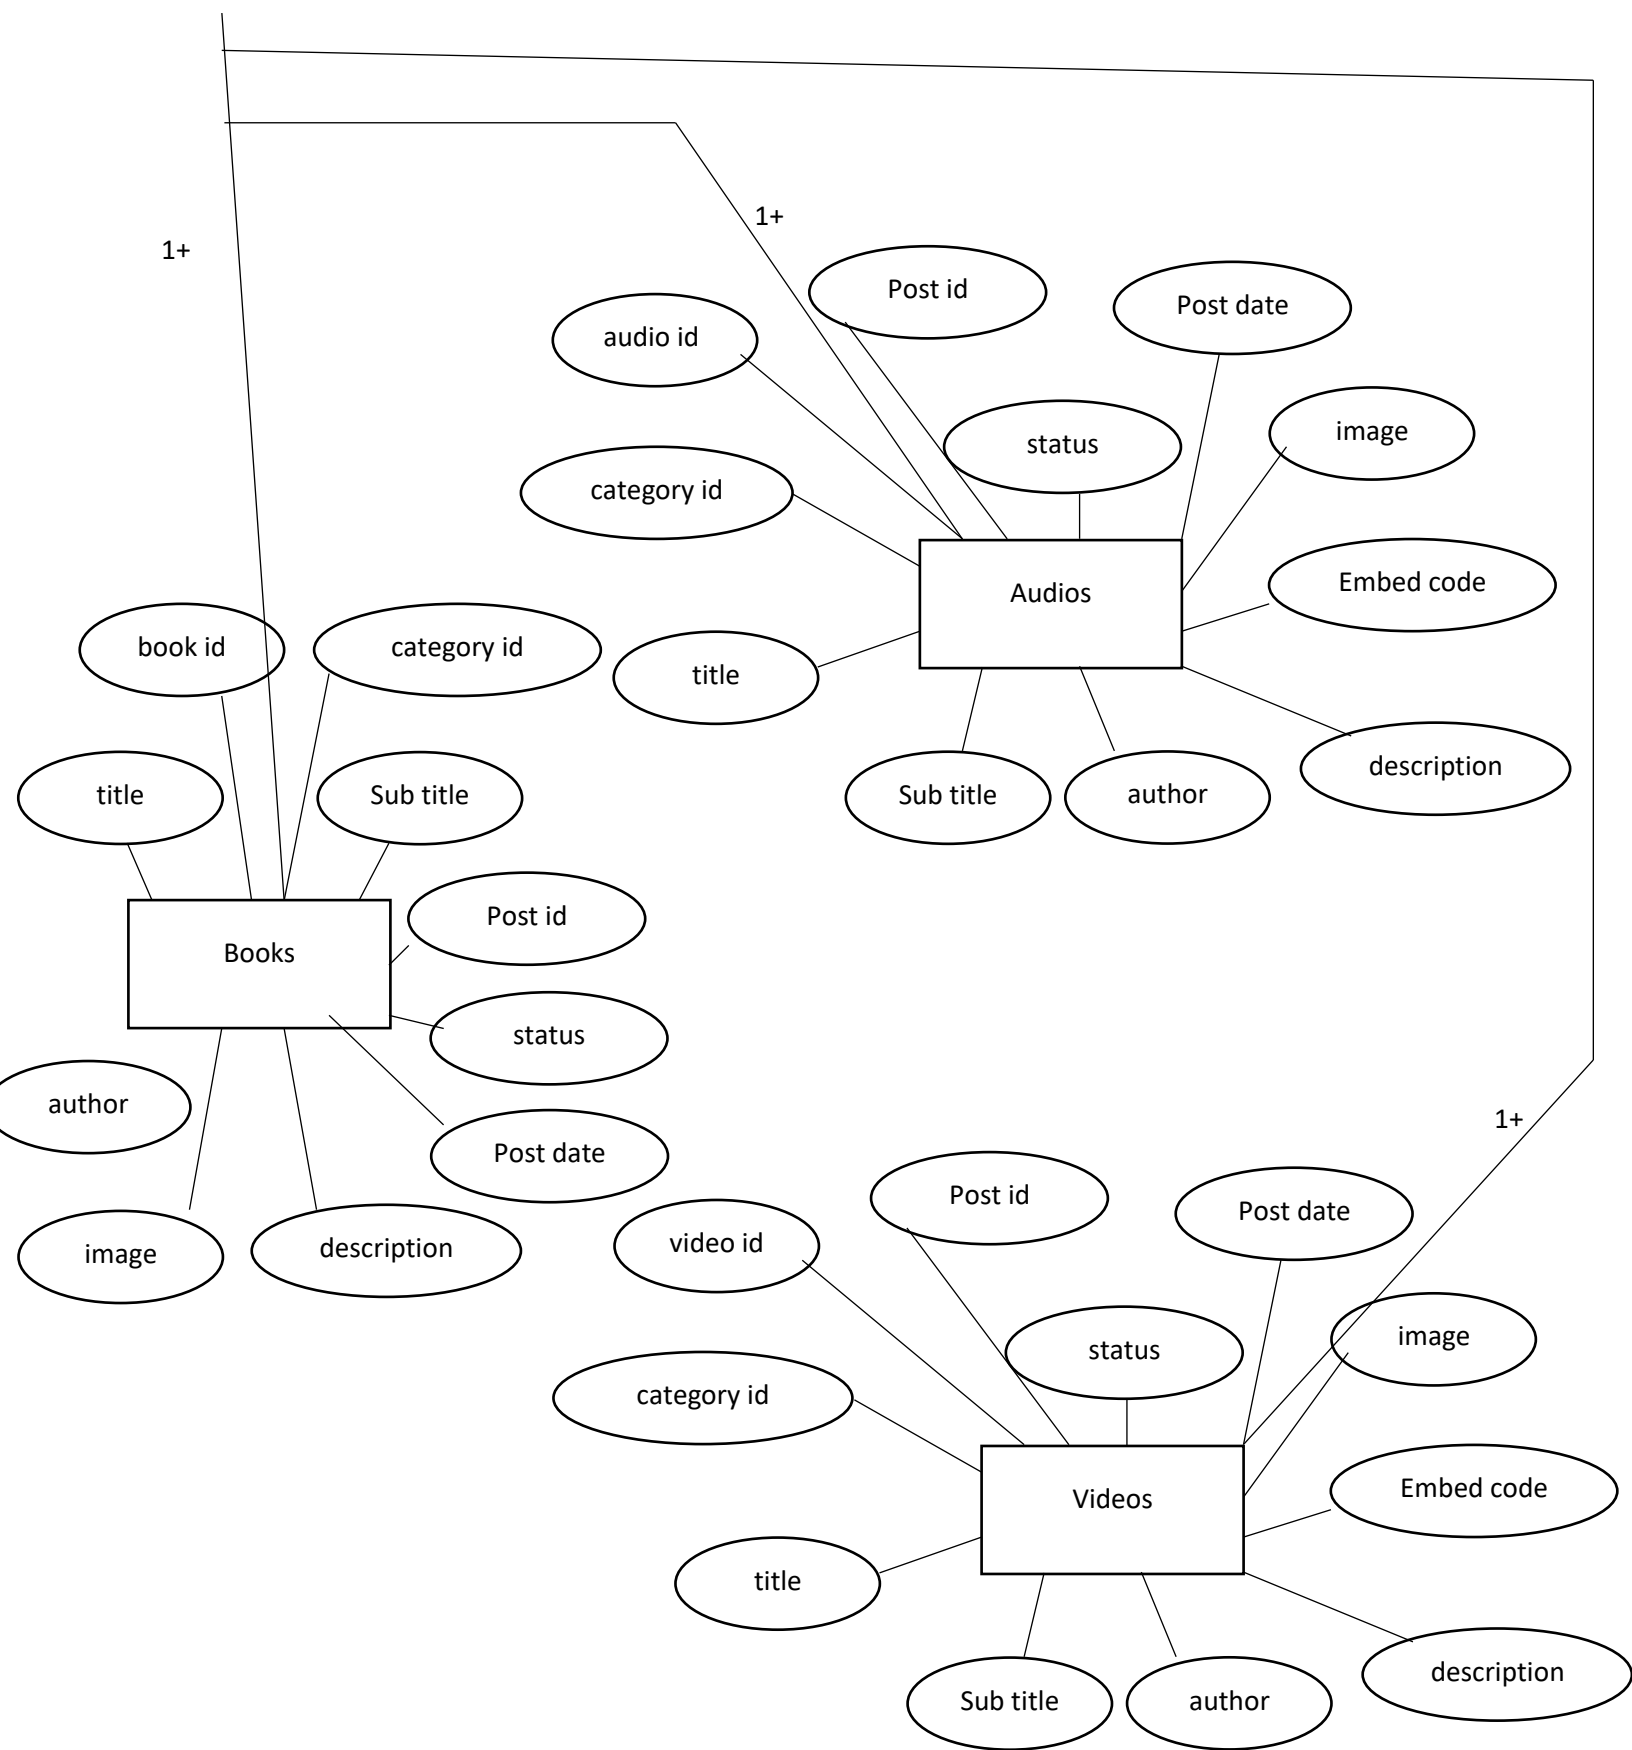 1+
1+
Post id
Post date
audio id
status
image
category id
Embed code
Audios
book id
category id
title
description
title
Sub title
Sub title
author
Post id
Books
status
author
1+
Post date
Post id
Post date
video id
image
description
status
image
category id
Embed code
Videos
title
description
Sub title
author